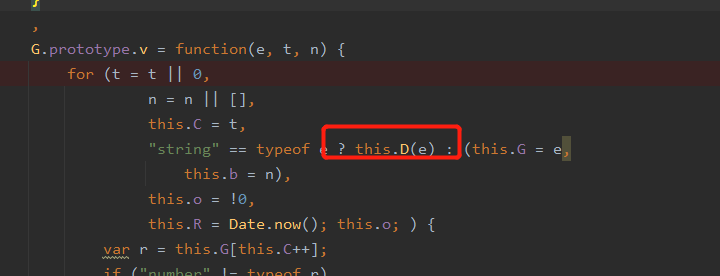 }
,
G.prototype.v = function(e, t, n) {
for (t = t || 0,
n = n || [],
this.C = t,
"string" == typeof e ? this.D(e) : (this.G = e,
this.b = n),
this.o = !0,
this.R = Date.now(); this.o; ) {
var r = this.G[this.C++];
if ("number" != typeof r)